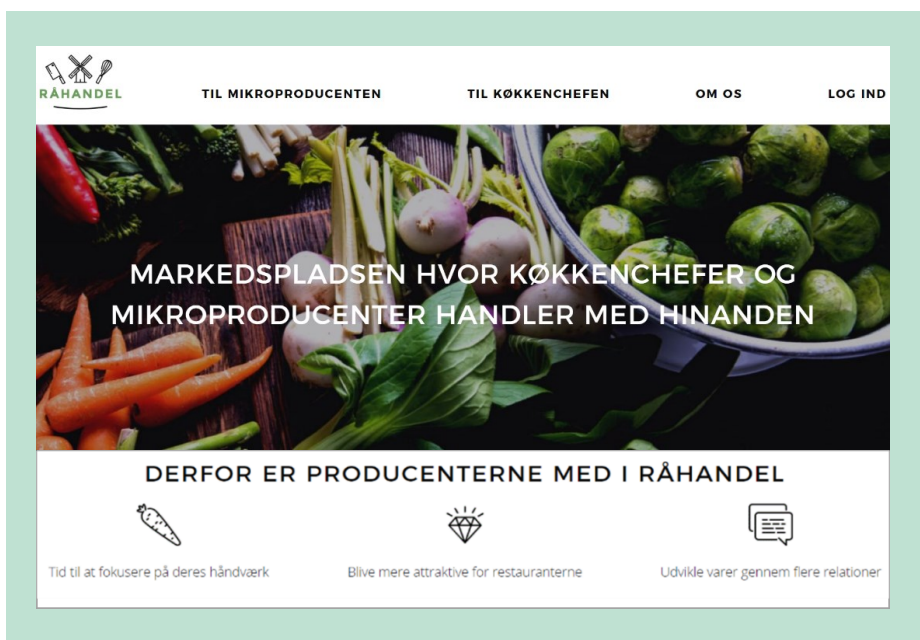 RÅHANDEL
TIL MIKROPRODUCENTEN
TIL KØKKENCHEFEN
OM OS
LOG IND
MARKEDSPLADSEN HVOR KØKKENCHEFER OG
MIKROPRODUCENTER HANDLER MED HINANDEN
DERFOR ER PRODUCENTERNE MED I RÅHANDEL
Tid til at fokusere på deres håndværk
Blive mere attraktive for restauranterne
Udvikle varer gennem flere relationer